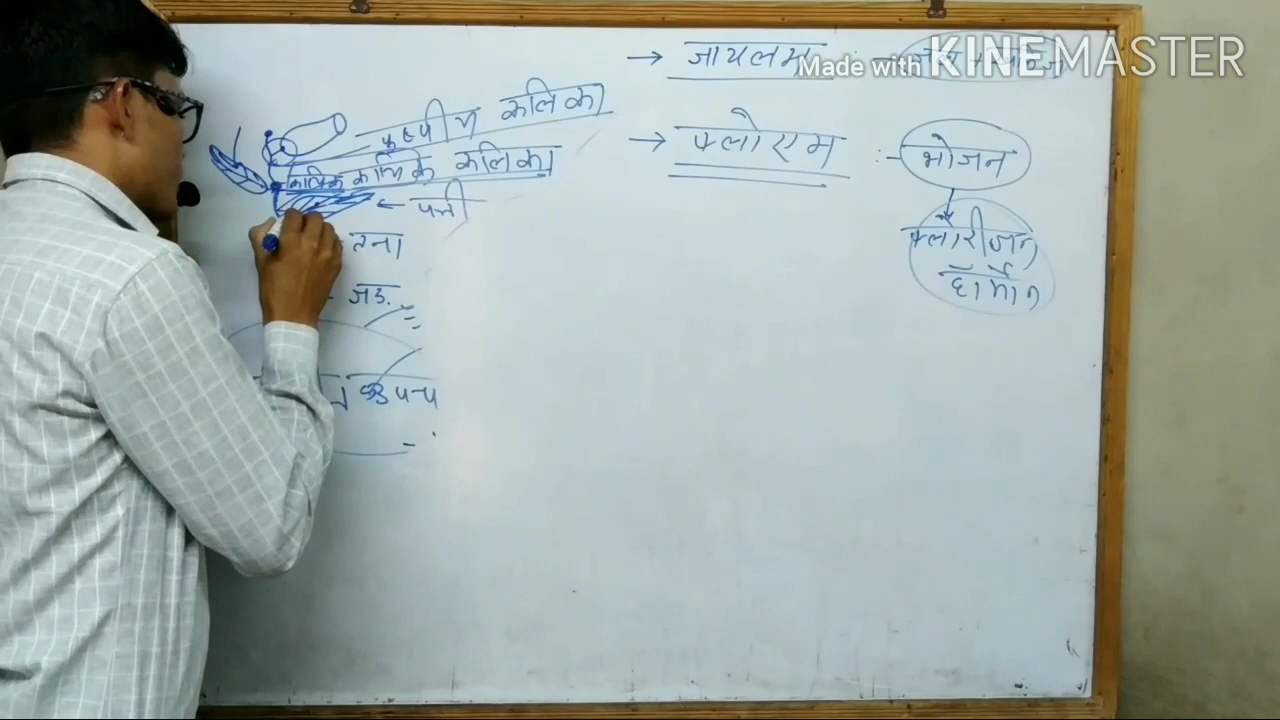 → जायलम :-
Made with KINEMASTER
पुष्पीय कलिका
कायिक कायिक कलिका
← पत्ती
तना
जड़
→ फ्लोएम :- भोजन
फ्लोरीजन
हार्मोन